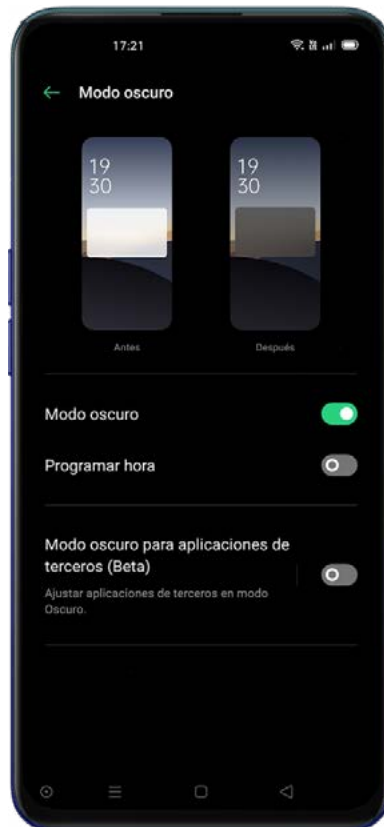 17:21
Modo oscuro
19
30
19
30
Antes
Después
Modo oscuro
Programar hora
Modo oscuro para aplicaciones de
terceros (Beta)
Ajustar aplicaciones de terceros en modo
Oscuro.